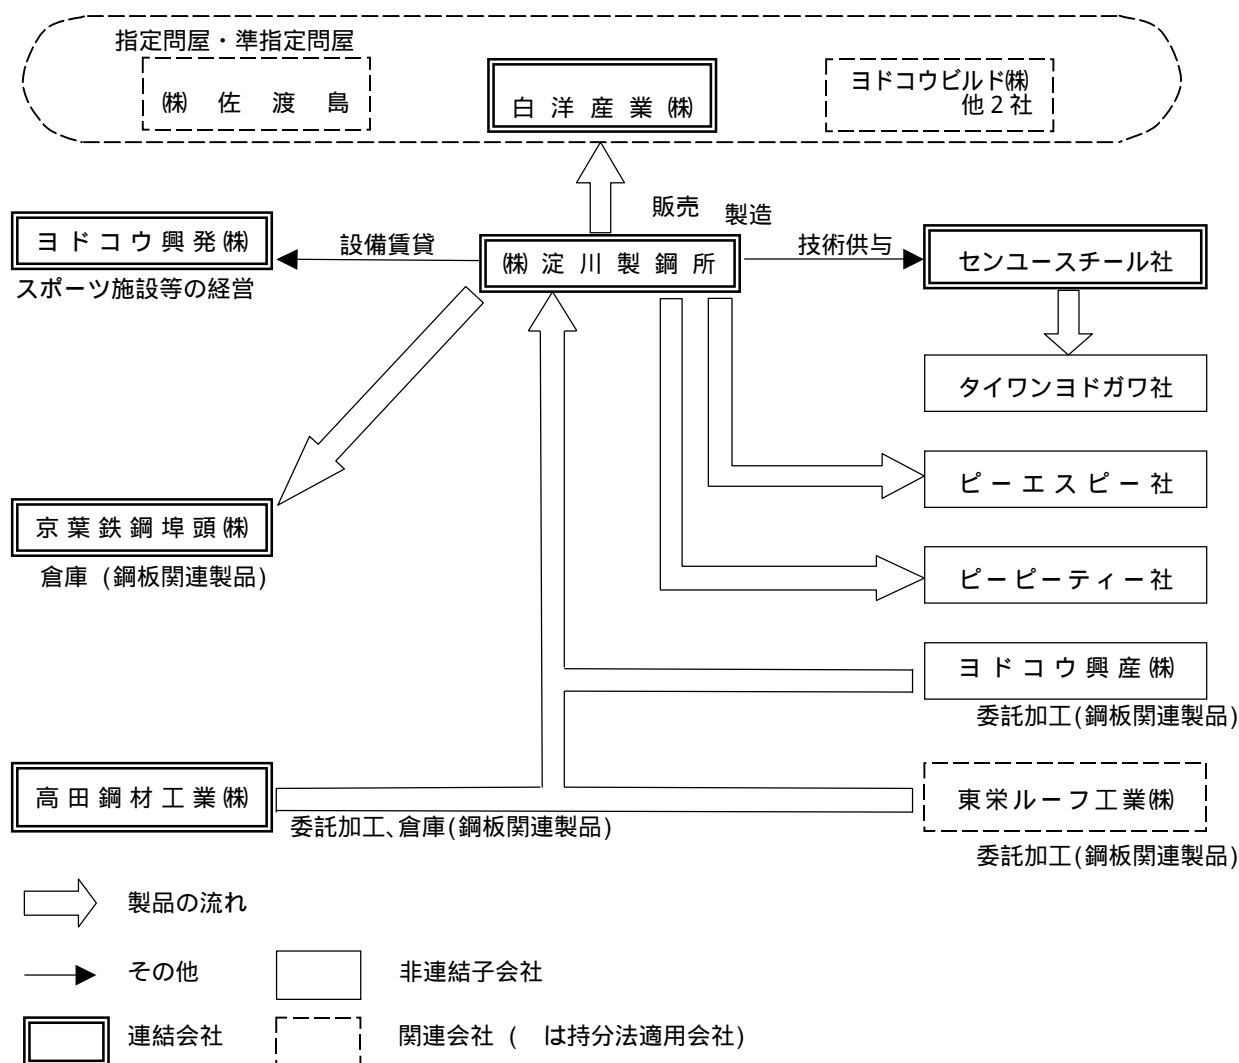 指定問屋・準指定問屋
㈱ 佐 渡 島
白 洋 産 業 ㈱
ヨドコウビルド㈱
他２社
販売
製造
ヨ ド コ ウ 興 発 ㈱
スポーツ施設等の経営
設備賃貸
㈱ 淀 川 製 鋼 所
技術供与
センユースチール社
タイワンヨドガワ社
ピ ー エ ス ピ ー 社
京 葉 鉄 鋼 埠 頭 ㈱
倉庫 (鋼板関連製品)
ピーピーティー社
ヨ ド コ ウ 興 産 ㈱
委託加工(鋼板関連製品)
高 田 鋼 材 工 業 ㈱
委託加工、倉庫(鋼板関連製品)
東栄ルーフ工業㈱
委託加工(鋼板関連製品)
製品の流れ
その他
非連結子会社
連結会社
関連会社 (　は持分法適用会社)